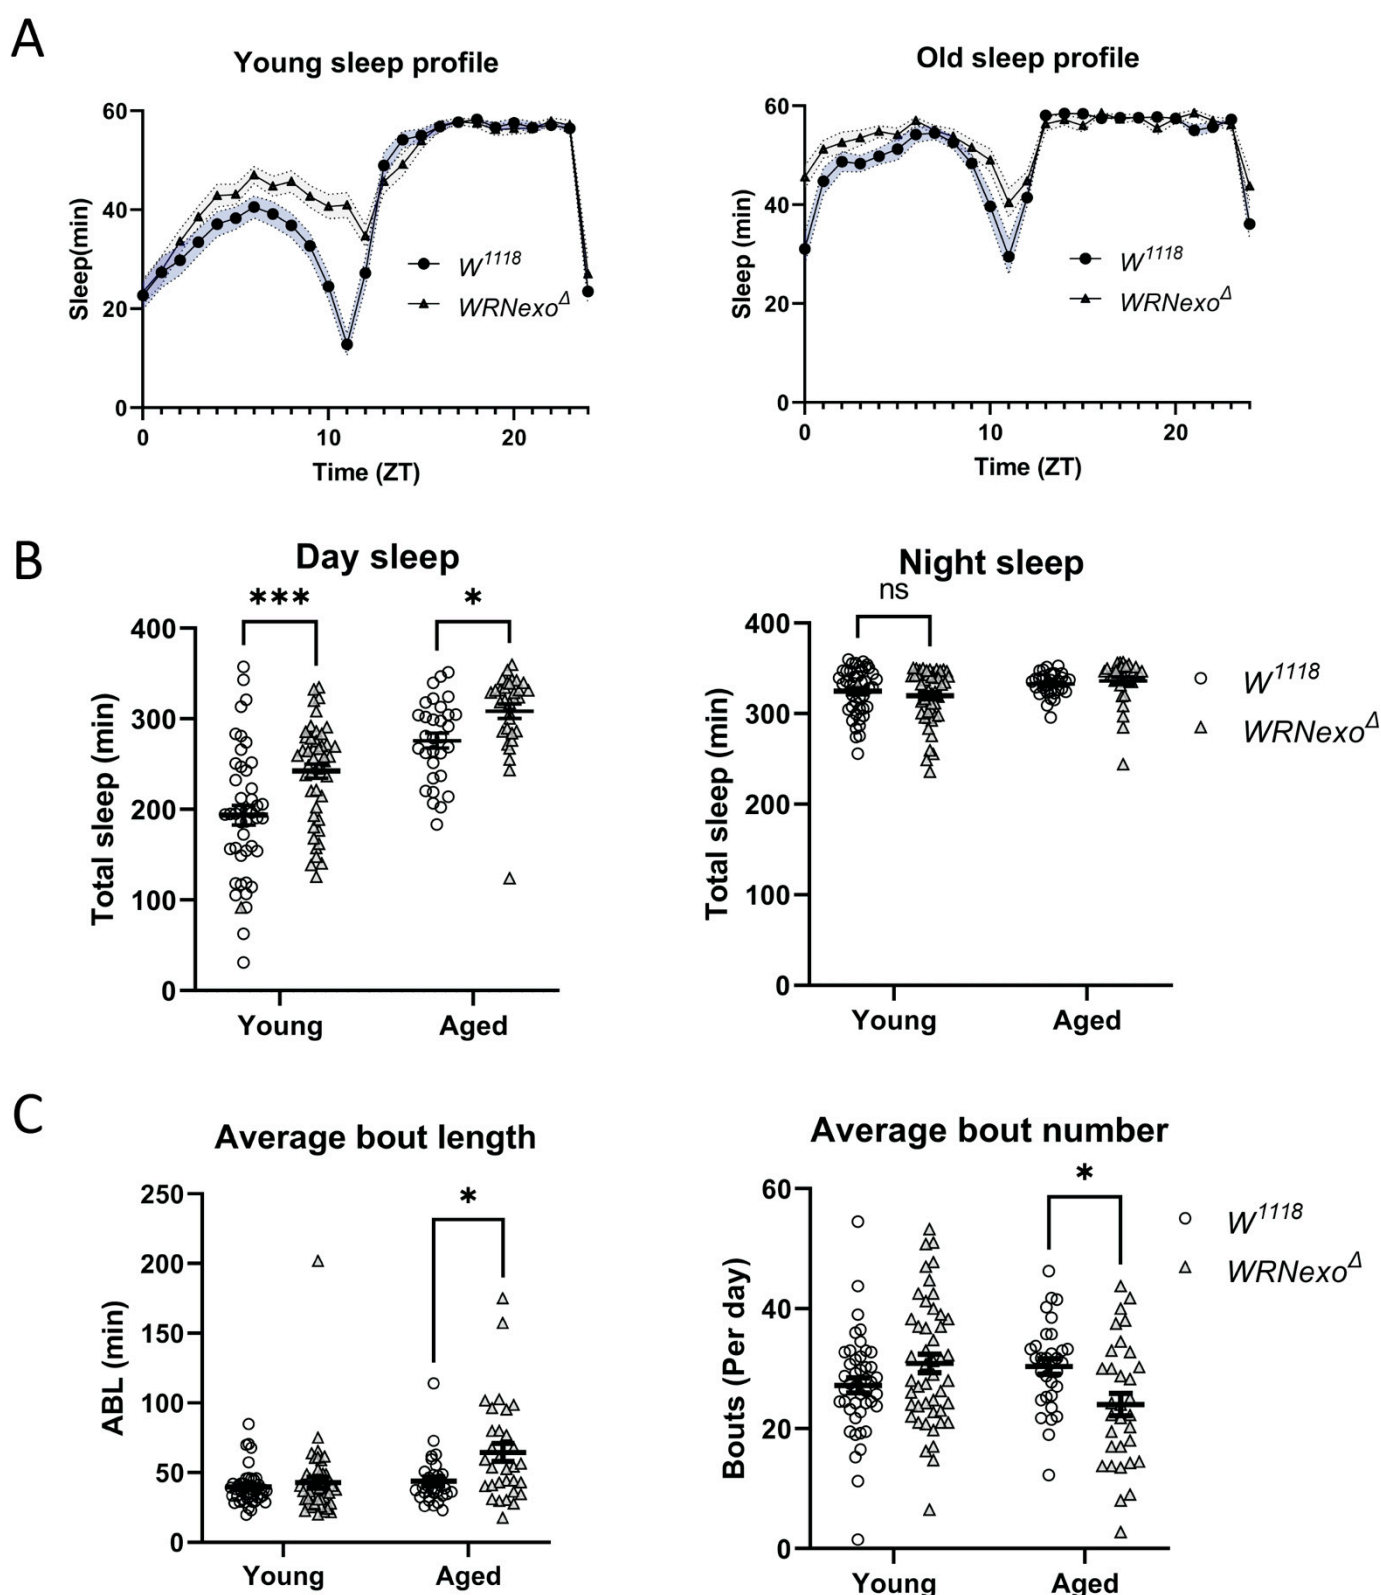 A
Young sleep profile
Old sleep profile
60
40
20
0
Sleep(min)
0
10
20
Time (ZT)
W1118
WRNexoΔ
60
40
20
0
Sleep (min)
0
10
20
Time (ZT)
W1118
WRNexoΔ
B
Day sleep
***
*
400
300
200
100
0
Total sleep (min)
Young
Aged
Night sleep
ns
400
300
200
100
0
Total sleep (min)
Young
Aged
W1118
WRNexoΔ
C
Average bout length
*
250
200
150
100
50
0
ABL (min)
Young
Aged
Average bout number
*
60
40
20
0
Bouts (Per day)
Young
Aged
W1118
WRNexoΔ